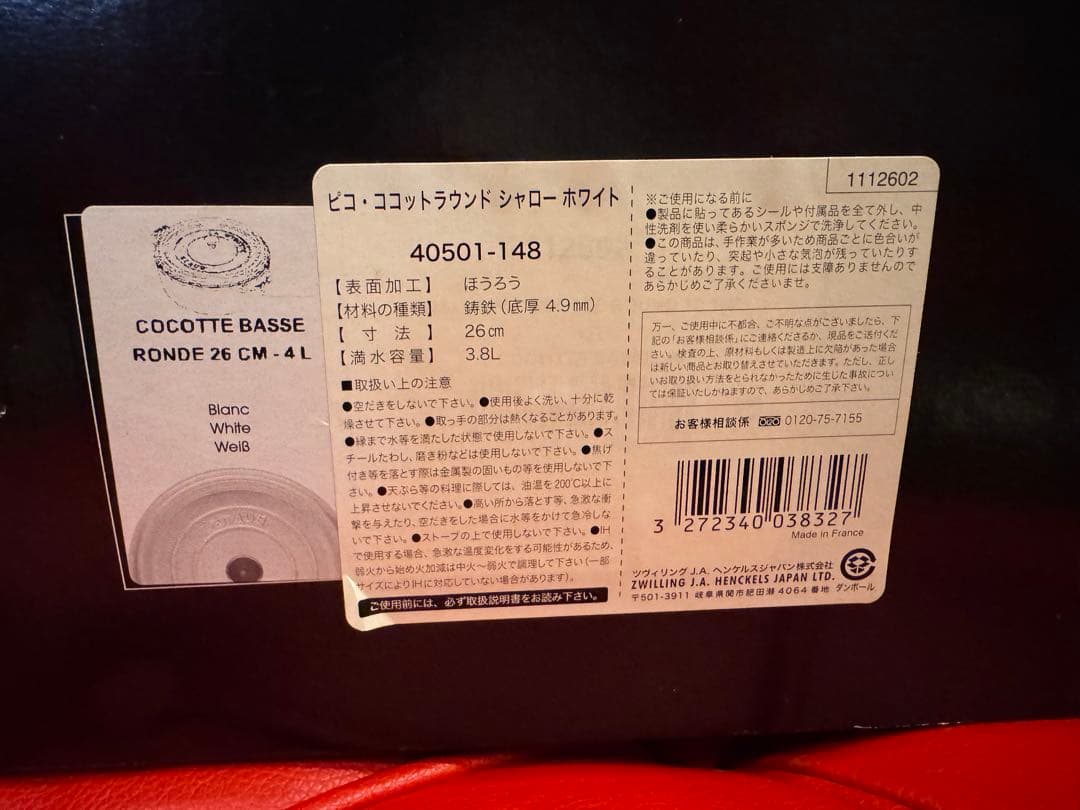 COCOTTE BASSE
RONDE 26 CM - 4 L
Blanc
White
Weiß
STAUB
ピコ・ココットラウンド シャロー ホワイト
40501-148
【表面加工】 ほうろう
【材料の種類】 鋳鉄(底厚 4.9㎜)
【寸法】 26㎝
【満水容量】 3.8L
■取扱い上の注意
●空だきをしないで下さい。●使用後よく洗い、十分に乾
燥させて下さい。●取っ手の部分は熱くなることがあります。
●縁まで水等を満たした状態で使用しないで下さい。●ス
チールたわし、磨き粉などは使用しないで下さい。●焦げ
付き等を落とす際は金属製の固いもの等を使用しないで下
さい。●天ぷら等の料理に際しては、油温を200℃以上に
上昇させないでください。●高い所から落とす等、急激な衝
撃を与えたり、空だきをした場合に水等をかけて急冷しな
いで下さい。●ストーブの上で使用しないで下さい。●IH
で使用する場合、急激な温度変化をする可能性があるため、
弱火から始め火加減は中火～弱火で調理して下さい(一部
サイズによりIHに対応していない場合があります)。
ご使用前には、必ず取扱説明書をお読み下さい。
1112602
※ご使用になる前に
●製品に貼ってあるシールや付属品を全て外し、中
性洗剤を使い柔らかいスポンジで洗浄してください。
●この商品は、手作業が多いため商品ごとに色合いが
違っていたり、突起や小さな気泡が残っていたりす
ることがあります。ご使用には支障ありませんので
あらかじめご了承くださいませ。
万一、ご使用中に不都合、ご不明な点がございましたら、下
記の「お客様相談係」にご連絡くださるか、現品をご送付くだ
さい。検査の上、原材料もしくは製造上に欠陥があった場合
は新しい商品とお取り替えさせていただきます。ただし、正し
いお取り扱い方法をとられなかったために生じた事故につい
ては保証いたしかねますので、あらかじめご了承下さい。
お客様相談係 0120-75-7155
3 272340 038327
Made in France
ツヴィリング J.A. ヘンケルスジャパン株式会社
ZWILLING J.A. HENCKELS JAPAN LTD.
〒501-3911 岐阜県関市肥田瀬 4064 番地
ダンボール